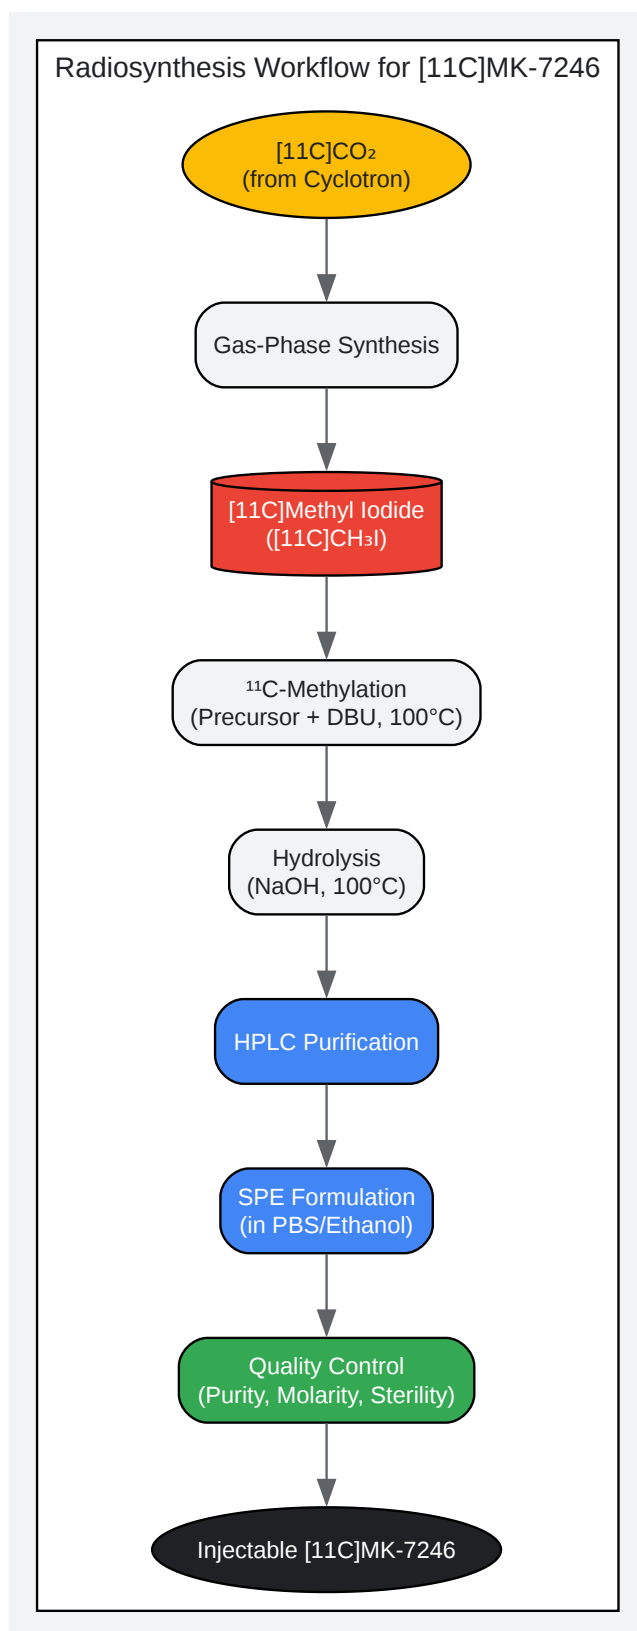 Radiosynthesis Workflow for [11C]MK-7246
[11C]CO₂
(from Cyclotron)
Gas-Phase Synthesis
[11C]Methyl Iodide
([11C]CH₃I)
¹¹C-Methylation
(Precursor + DBU, 100°C)
Hydrolysis
(NaOH, 100°C)
HPLC Purification
SPE Formulation
(in PBS/Ethanol)
Quality Control
(Purity, Molarity, Sterility)
Injectable [11C]MK-7246